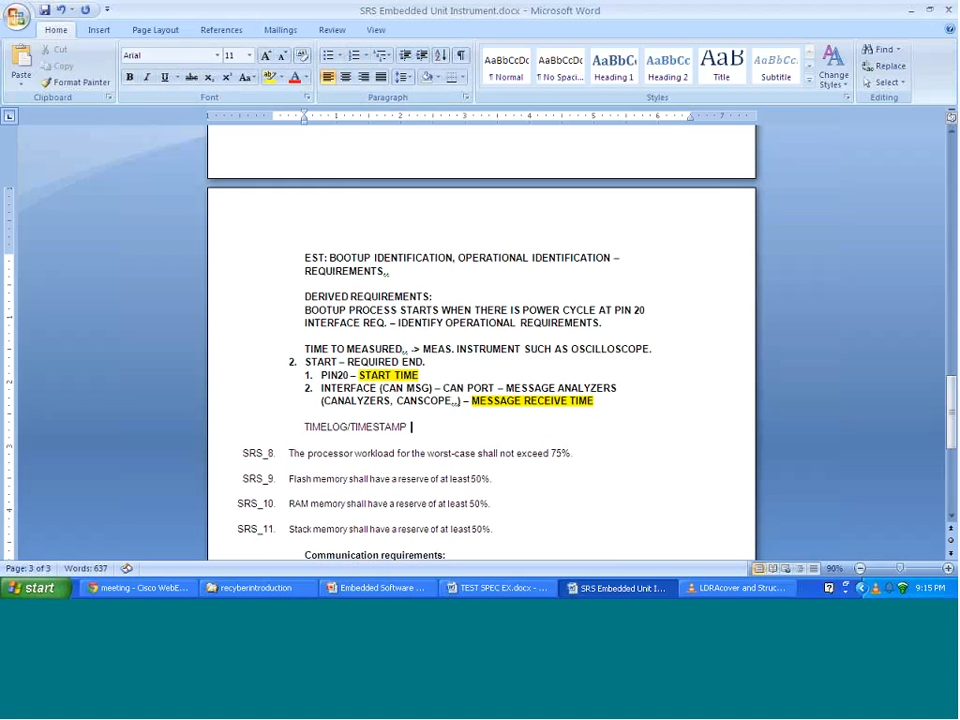 SRS Embedded Unit Instrument.docx - Microsoft Word
Home Insert Page Layout References Mailings Review View
Paste
Cut
Copy
Format Painter
Clipboard
Arial 11
Font
Paragraph
AaBbCcDc AaBbCcDc AaBbC AaBbCc AaB AaBbCc.
¶ Normal ¶ No Spaci... Heading 1 Heading 2 Title Subtitle
Change Styles
Styles
Find
Replace
Select
Editing
EST: BOOTUP IDENTIFICATION, OPERATIONAL IDENTIFICATION –
REQUIREMENTS,,
DERIVED REQUIREMENTS:
BOOTUP PROCESS STARTS WHEN THERE IS POWER CYCLE AT PIN 20
INTERFACE REQ. – IDENTIFY OPERATIONAL REQUIREMENTS.
TIME TO MEASURED,, -> MEAS. INSTRUMENT SUCH AS OSCILLOSCOPE.
2. START – REQUIRED END.
1. PIN20 – START TIME
2. INTERFACE (CAN MSG) – CAN PORT – MESSAGE ANALYZERS
(CANALYZERS, CANSCOPE,,) – MESSAGE RECEIVE TIME
TIMELOG/TIMESTAMP
SRS_8. The processor workload for the worst-case shall not exceed 75%.
SRS_9. Flash memory shall have a reserve of at least 50%.
SRS_10. RAM memory shall have a reserve of at least 50%.
SRS_11. Stack memory shall have a reserve of at least 50%.
Communication requirements:
Page: 3 of 3 Words: 637 90%
start meeting - Cisco WebE... recyberintroduction Embedded Software ... TEST SPEC EX.docx - ... SRS Embedded Unit I... LDRAcover and Struc... 9:15 PM